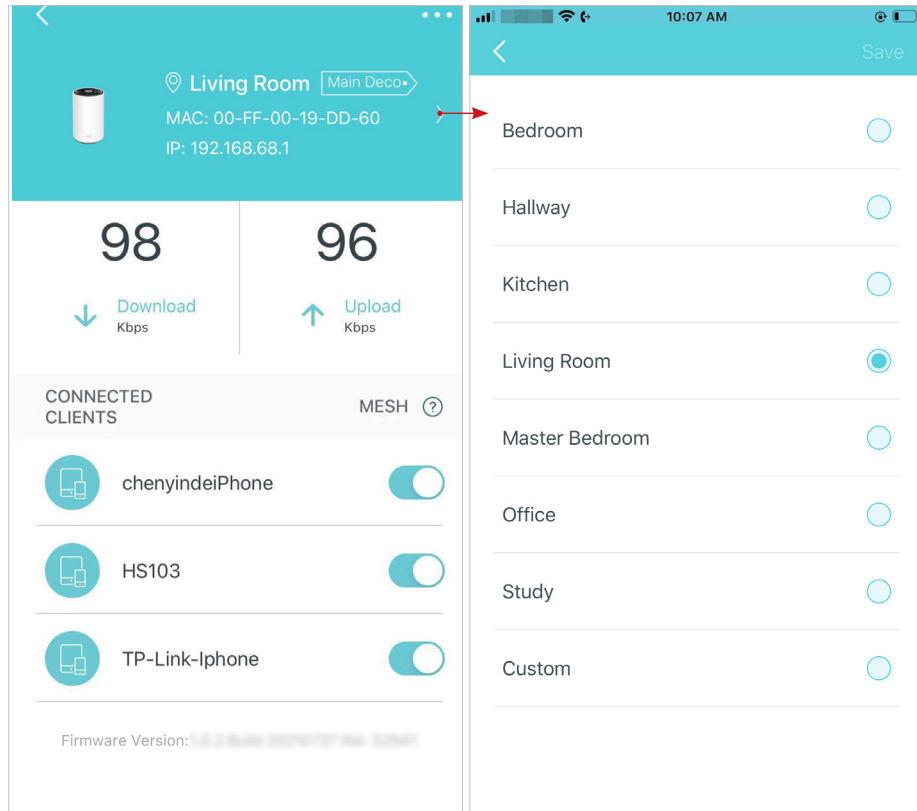 Living Room Main Deco
MAC: 00-FF-00-19-DD-60
IP: 192.168.68.1
98
Download
Kbps
96
Upload
Kbps
CONNECTED
CLIENTS
MESH ?
chenyindeiPhone
HS103
TP-Link-Iphone
Firmware Version:
10:07 AM
Save
Bedroom
Hallway
Kitchen
Living Room
Master Bedroom
Office
Study
Custom